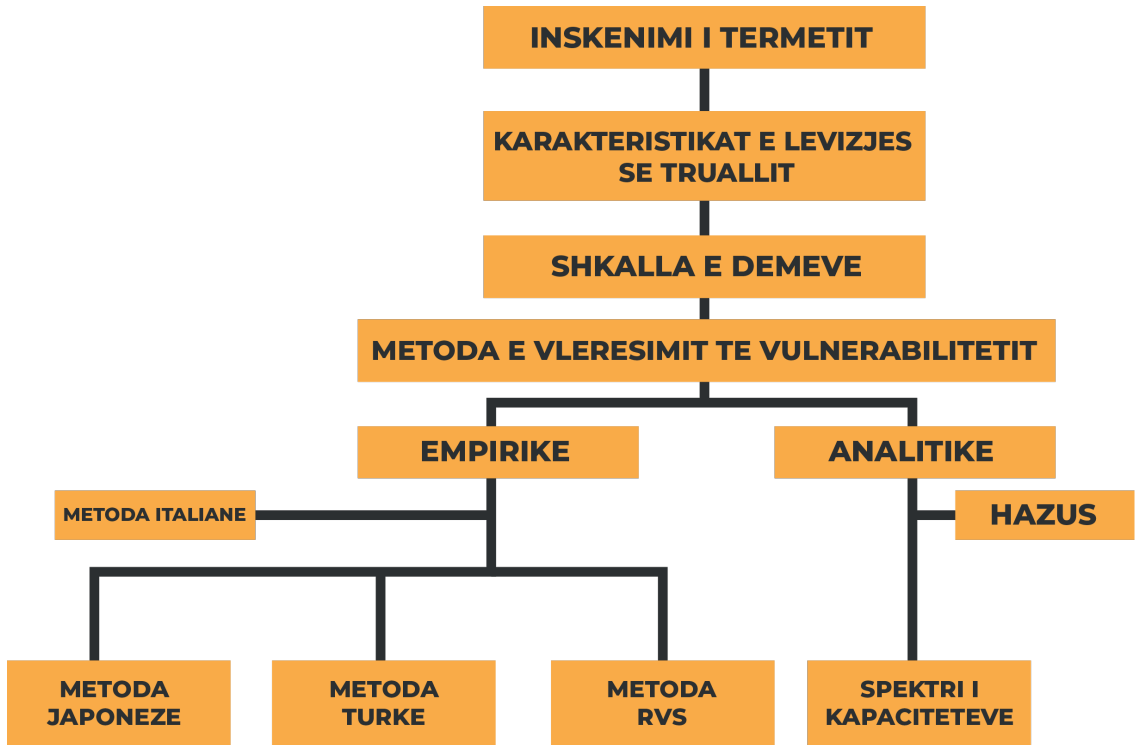 INSKENIMI I TERMETIT
KARAKTERISTIKAT E LEVIZJES
SE TRUALLIT
SHKALLA E DEMEVE
METODA E VLERESIMIT TE VULNERABILITETIT
EMPIRIKE
ANALITIKE
METODA ITALIANE
HAZUS
METODA
JAPONEZE
METODA
TURKE
METODA
RVS
SPEKTRI I
KAPACITETEVE